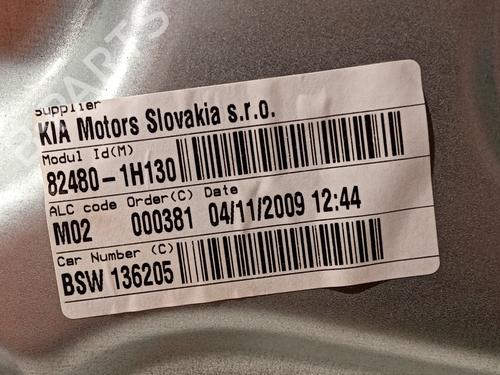 Supplier
KIA Motors Slovakia s.r.o.
Modul Id(M)
82480-1H130
ALC code Order(C) Date
M02 000381 04/11/2009 12:44
Car Number (C)
BSW 136205